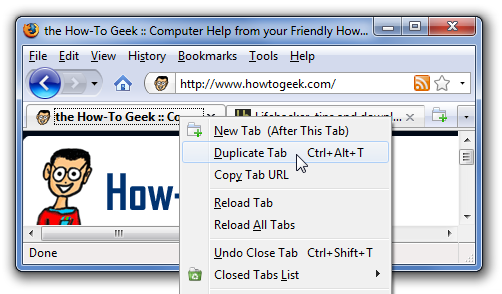 the How-To Geek :: Computer Help from your Friendly How...
File Edit View History Bookmarks Tools Help
http://www.howtogeek.com/
the How-To Geek :: Co
Lifehacker, tips and downl...
New Tab (After This Tab)
Duplicate Tab Ctrl+Alt+T
Copy Tab URL
How-
Reload Tab
Reload All Tabs
Done
Undo Close Tab Ctrl+Shift+T
Closed Tabs List